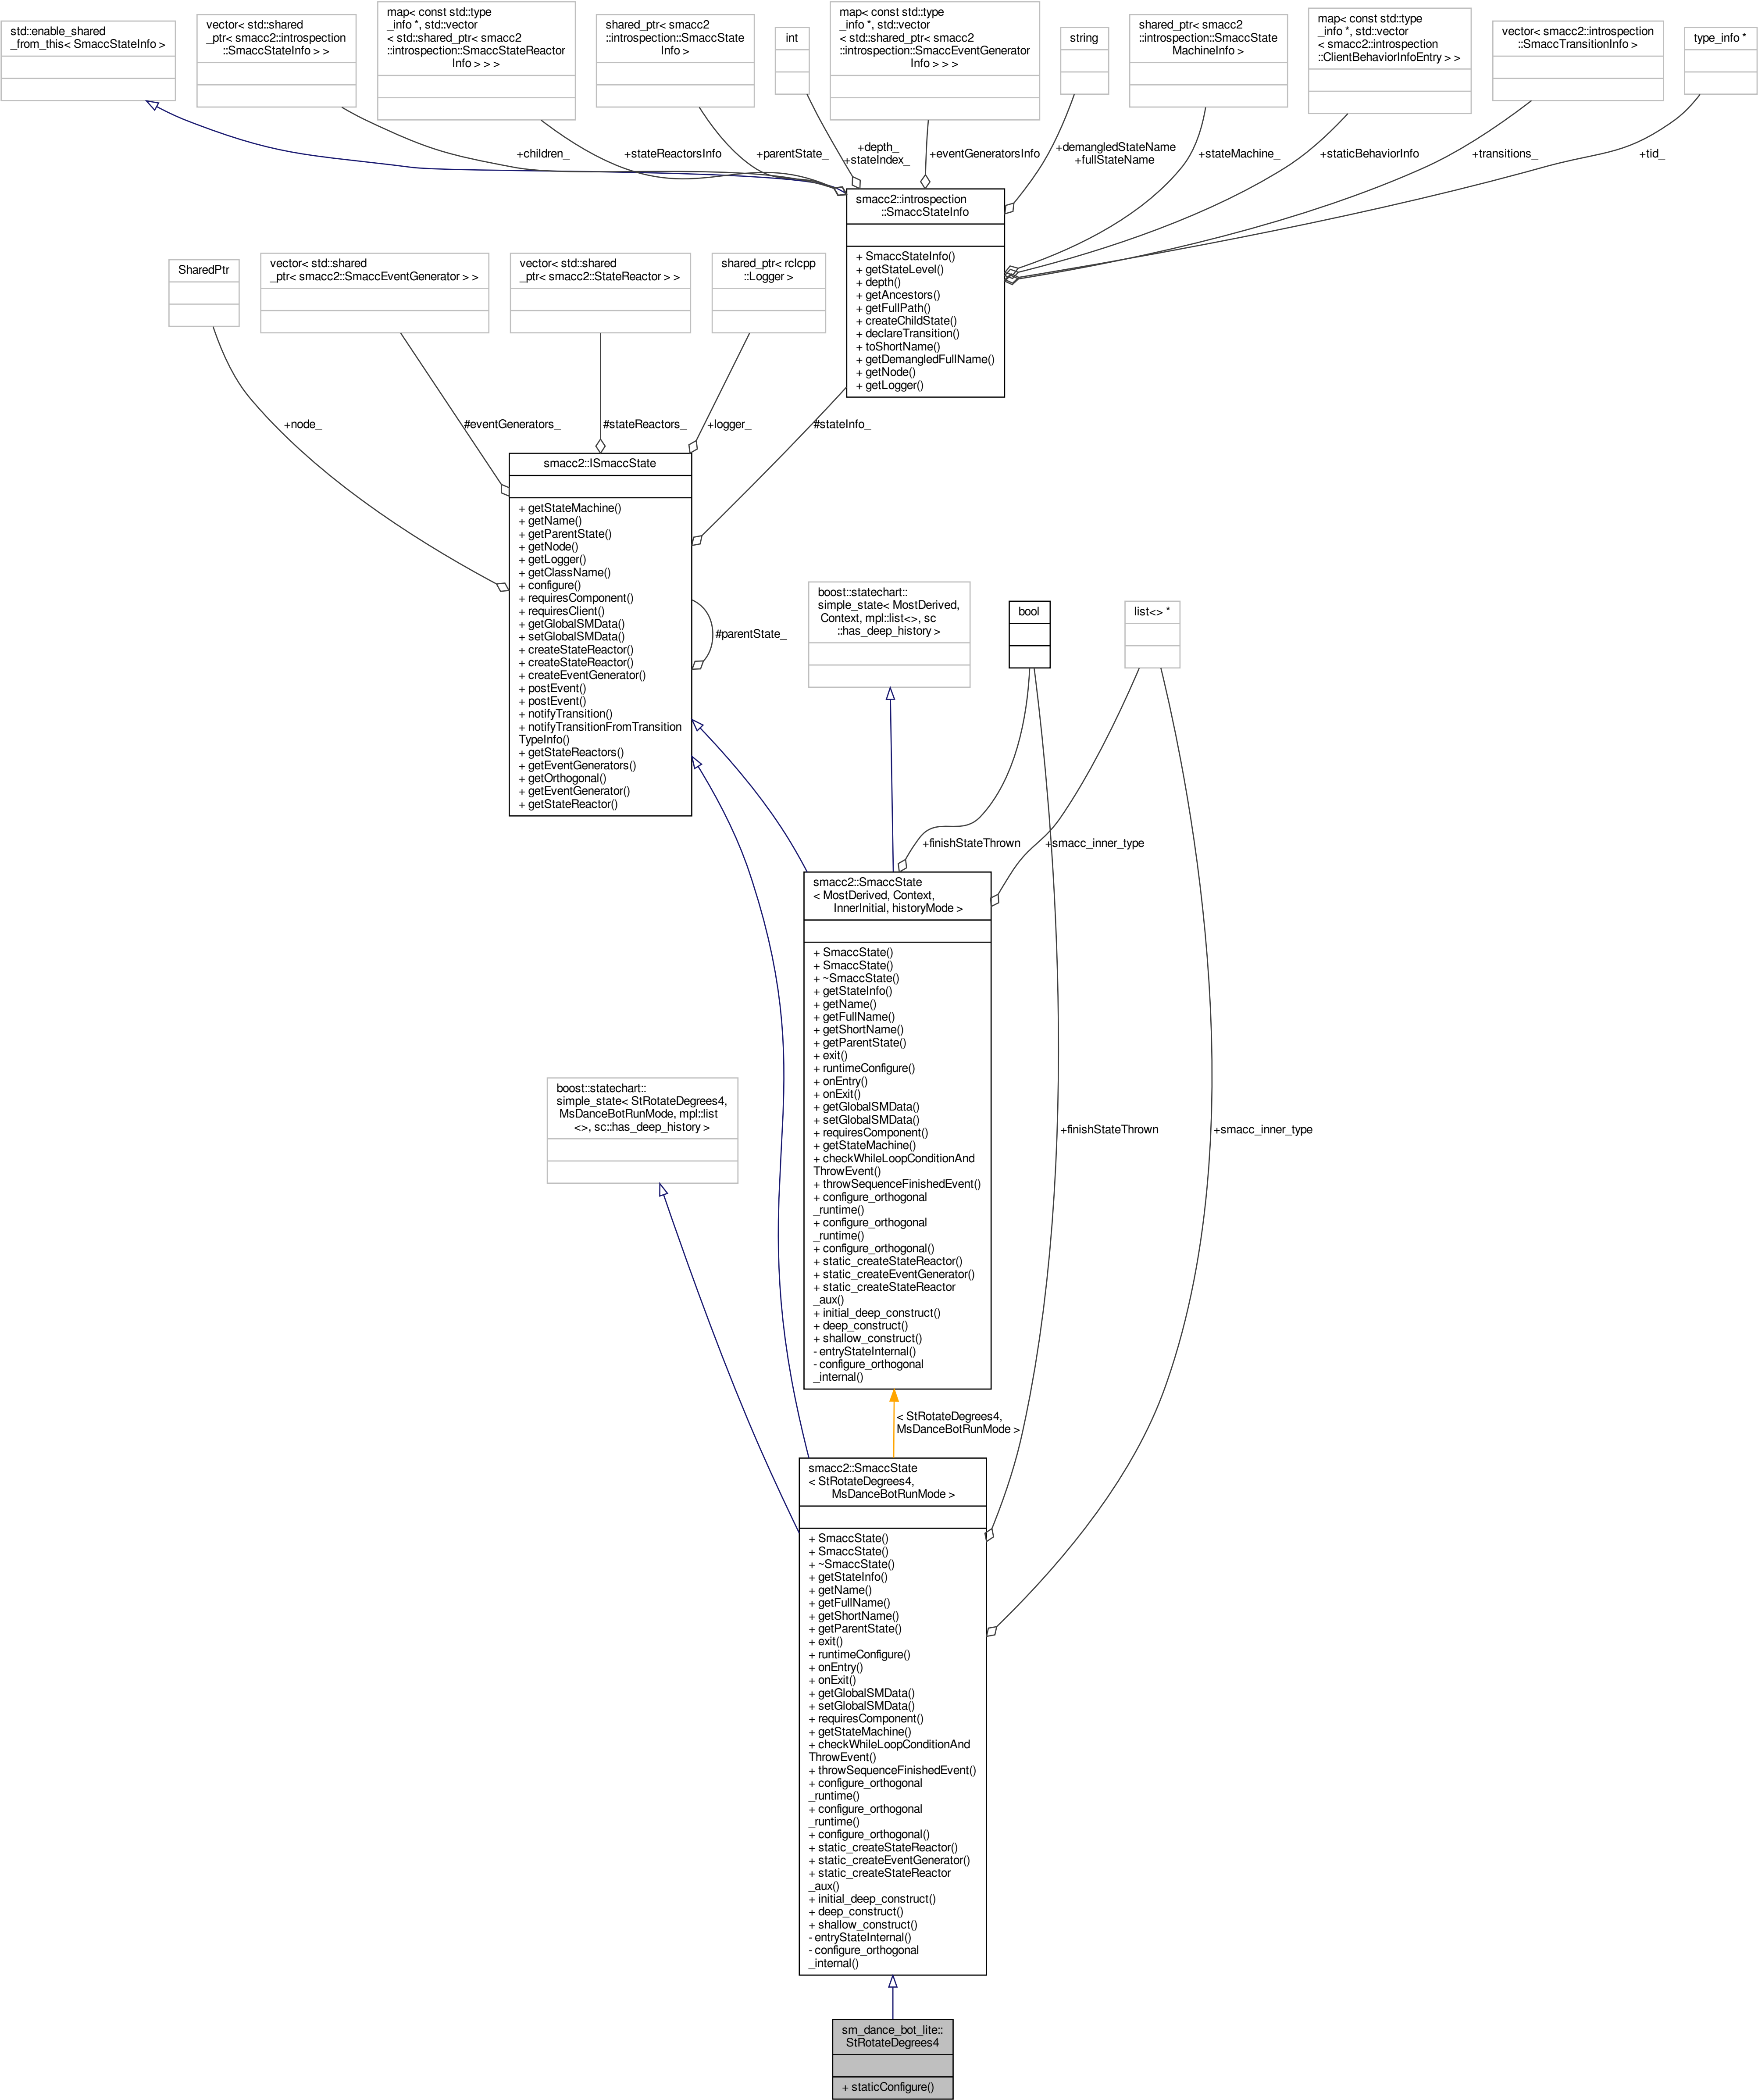 std::enable_shared
_from_this< SmaccStateInfo >
vector< std::shared
_ptr< smacc2::introspection
::SmaccStateInfo > >
map< const std::type
_info *, std::vector
< std::shared_ptr< smacc2
::introspection::SmaccStateReactor
Info > > >
shared_ptr< smacc2
::introspection::SmaccState
Info >
int
map< const std::type
_info *, std::vector
< std::shared_ptr< smacc2
::introspection::SmaccEventGenerator
Info > > >
string
shared_ptr< smacc2
::introspection::SmaccState
MachineInfo >
map< const std::type
_info *, std::vector
< smacc2::introspection
::ClientBehaviorInfoEntry > >
vector< smacc2::introspection
::SmaccTransitionInfo >
type_info *
+children_
+stateReactorsInfo
+parentState_
+depth_
+stateIndex_
+eventGeneratorsInfo
+demangledStateName
+fullStateName
+stateMachine_
+staticBehaviorInfo
+transitions_
+tid_
smacc2::introspection
::SmaccStateInfo
+ SmaccStateInfo()
+ getStateLevel()
+ depth()
+ getAncestors()
+ getFullPath()
+ createChildState()
+ declareTransition()
+ toShortName()
+ getDemangledFullName()
+ getNode()
+ getLogger()
SharedPtr
vector< std::shared
_ptr< smacc2::SmaccEventGenerator > >
vector< std::shared
_ptr< smacc2::StateReactor > >
shared_ptr< rclcpp
::Logger >
+node_
#eventGenerators_
#stateReactors_
+logger_
#stateInfo_
smacc2::ISmaccState
+ getStateMachine()
+ getName()
+ getParentState()
+ getNode()
+ getLogger()
+ getClassName()
+ configure()
+ requiresComponent()
+ requiresClient()
+ getGlobalSMData()
+ setGlobalSMData()
+ createStateReactor()
+ createStateReactor()
+ createEventGenerator()
+ postEvent()
+ postEvent()
+ notifyTransition()
+ notifyTransitionFromTransition
TypeInfo()
+ getStateReactors()
+ getEventGenerators()
+ getOrthogonal()
+ getEventGenerator()
+ getStateReactor()
#parentState_
boost::statechart::
simple_state< MostDerived,
Context, mpl::list<>, sc
::has_deep_history >
bool
list<> *
+finishStateThrown
+smacc_inner_type
smacc2::SmaccState
< MostDerived, Context,
InnerInitial, historyMode >
+ SmaccState()
+ SmaccState()
+ ~SmaccState()
+ getStateInfo()
+ getName()
+ getFullName()
+ getShortName()
+ getParentState()
+ exit()
+ runtimeConfigure()
+ onEntry()
+ onExit()
+ getGlobalSMData()
+ setGlobalSMData()
+ requiresComponent()
+ getStateMachine()
+ checkWhileLoopConditionAnd
ThrowEvent()
+ throwSequenceFinishedEvent()
+ configure_orthogonal
_runtime()
+ configure_orthogonal
_runtime()
+ configure_orthogonal()
+ static_createStateReactor()
+ static_createEventGenerator()
+ static_createStateReactor
_aux()
+ initial_deep_construct()
+ deep_construct()
+ shallow_construct()
- entryStateInternal()
- configure_orthogonal
_internal()
boost::statechart::
simple_state< StRotateDegrees4,
MsDanceBotRunMode, mpl::list
<>, sc::has_deep_history >
+finishStateThrown
+smacc_inner_type
< StRotateDegrees4,
MsDanceBotRunMode >
smacc2::SmaccState
< StRotateDegrees4,
MsDanceBotRunMode >
+ SmaccState()
+ SmaccState()
+ ~SmaccState()
+ getStateInfo()
+ getName()
+ getFullName()
+ getShortName()
+ getParentState()
+ exit()
+ runtimeConfigure()
+ onEntry()
+ onExit()
+ getGlobalSMData()
+ setGlobalSMData()
+ requiresComponent()
+ getStateMachine()
+ checkWhileLoopConditionAnd
ThrowEvent()
+ throwSequenceFinishedEvent()
+ configure_orthogonal
_runtime()
+ configure_orthogonal
_runtime()
+ configure_orthogonal()
+ static_createStateReactor()
+ static_createEventGenerator()
+ static_createStateReactor
_aux()
+ initial_deep_construct()
+ deep_construct()
+ shallow_construct()
- entryStateInternal()
- configure_orthogonal
_internal()
sm_dance_bot_lite::
StRotateDegrees4
+ staticConfigure()